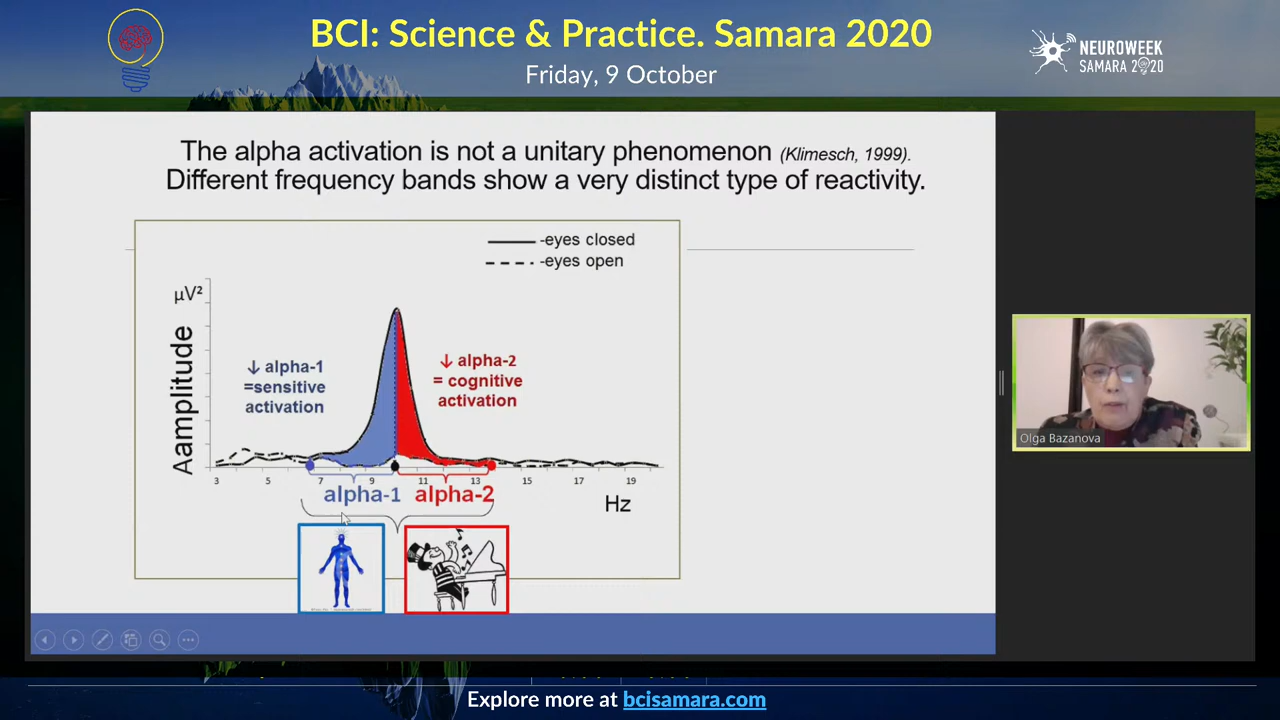 BCI: Science & Practice. Samara 2020
Friday, 9 October
NEUROWEEK
SAMARA 2020
The alpha activation is not a unitary phenomenon (Klimesch, 1999).
Different frequency bands show a very distinct type of reactivity.
-eyes closed
-eyes open
µV²
Aamplitude
↓ alpha-1
=sensitive
activation
↓ alpha-2
= cognitive
activation
3 5 7 9 11 13 15 17 19
alpha-1 alpha-2
Hz
Olga Bazanova
Explore more at bcisamara.com